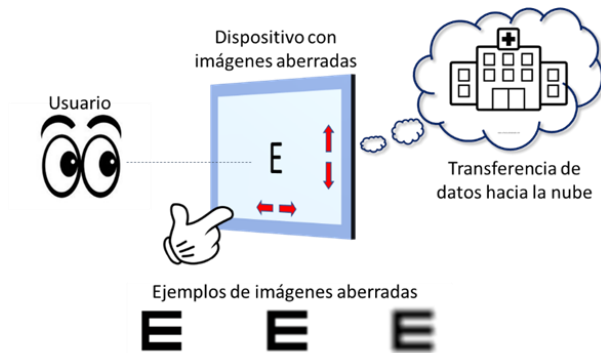 Dispositivo con
imágenes aberradas
Usuario
E
Transferencia de
datos hacia la nube
Ejemplos de imágenes aberradas
E E E